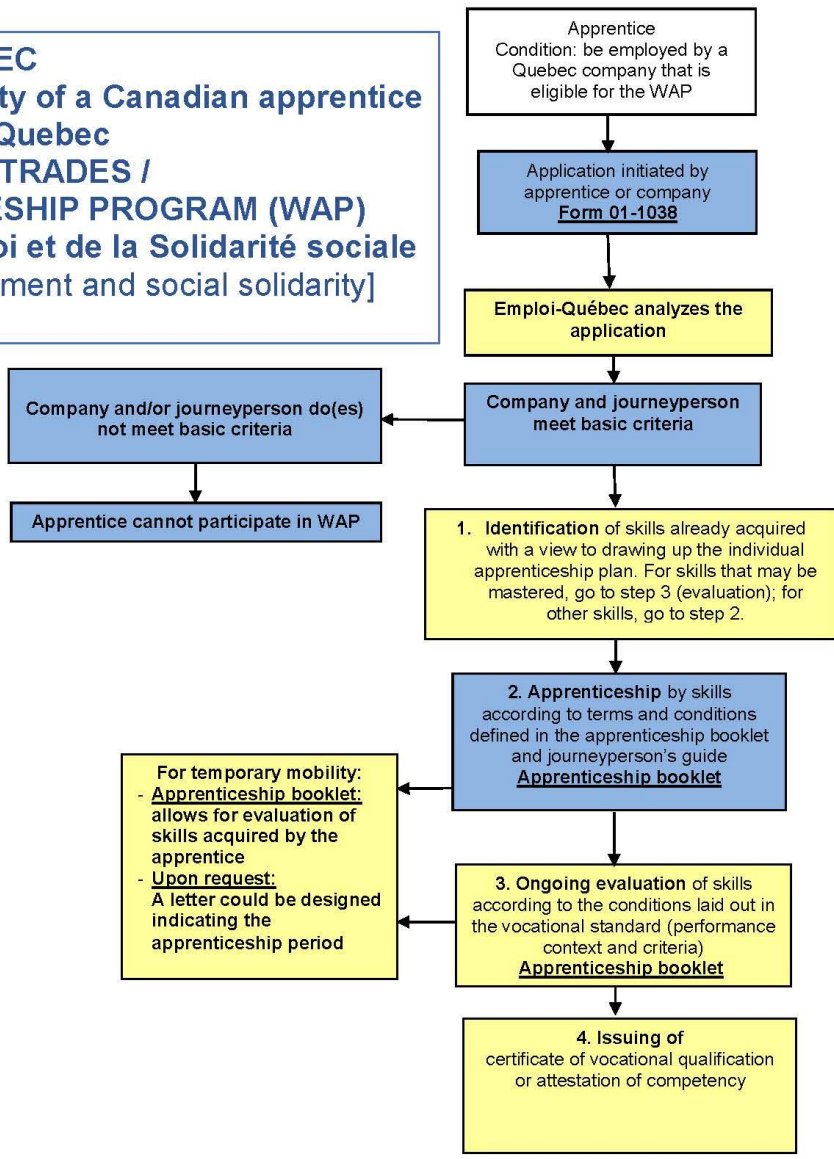 EC
ty of a Canadian apprentice
Quebec
TRADES /
ESHIP PROGRAM (WAP)
oi et de la Solidarité sociale
ment and social solidarity]
Apprentice
Condition: be employed by a
Quebec company that is
eligible for the WAP
Application initiated by
apprentice or company
Form 01-1038
Emploi-Québec analyzes the
application
Company and journeyperson
meet basic criteria
Company and/or journeyperson do(es)
not meet basic criteria
Apprentice cannot participate in WAP
1. Identification of skills already acquired
with a view to drawing up the individual
apprenticeship plan. For skills that may be
mastered, go to step 3 (evaluation); for
other skills, go to step 2.
2. Apprenticeship by skills
according to terms and conditions
defined in the apprenticeship booklet
and journeyperson's guide
Apprenticeship booklet
For temporary mobility:
- Apprenticeship booklet:
allows for evaluation of
skills acquired by the
apprentice
- Upon request:
A letter could be designed
indicating the
apprenticeship period
3. Ongoing evaluation of skills
according to the conditions laid out in
the vocational standard (performance
context and criteria)
Apprenticeship booklet
4. Issuing of
certificate of vocational qualification
or attestation of competency